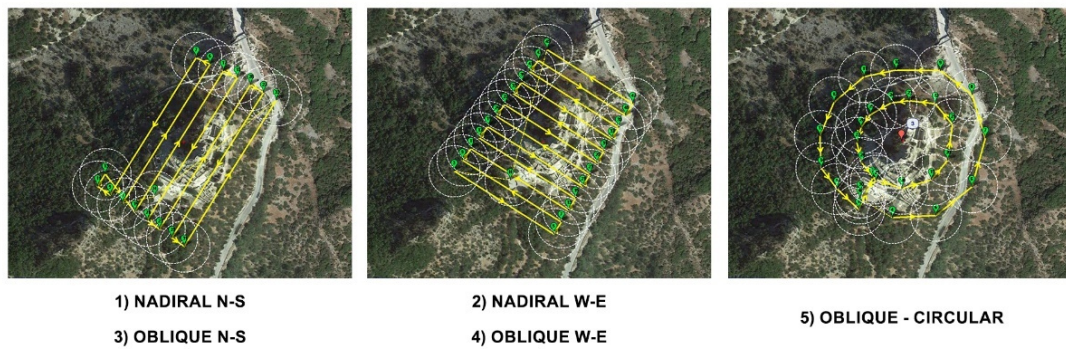 1) NADIRAL N-S
3) OBLIQUE N-S
2) NADIRAL W-E
4) OBLIQUE W-E
5) OBLIQUE - CIRCULAR